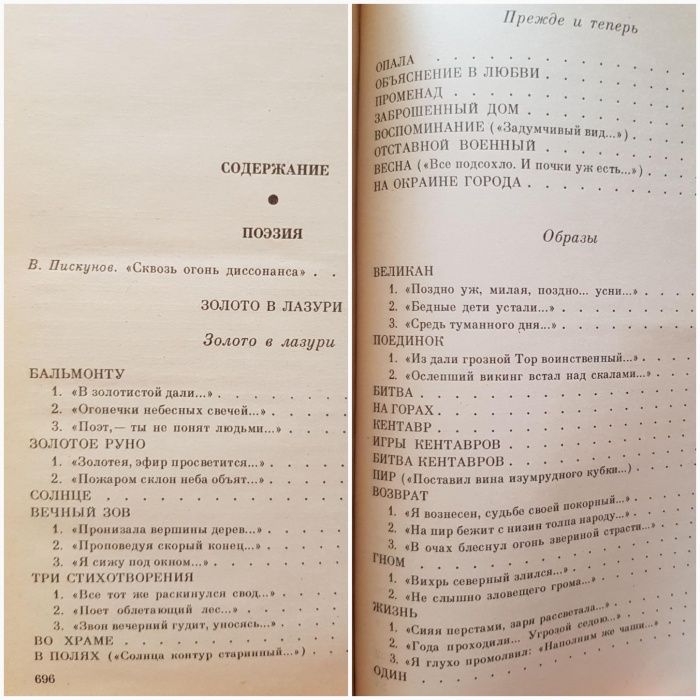 СОДЕРЖАНИЕ
ПОЭЗИЯ
В. Пискунов. «Сквозь огонь диссонанса» . .
ЗОЛОТО В ЛАЗУРИ
Золото в лазури
БАЛЬМОНТУ
1. «В золотистой дали...»
2. «Огонечки небесных свечей...»
3. «Поэт,— ты не понят людьми...»
ЗОЛОТОЕ РУНО
1. «Золотея, эфир просветится...»
2. «Пожаром склон неба объят...»
СОЛНЦЕ
ВЕЧНЫЙ ЗОВ
1. «Пронизала вершины дерев...»
2. «Проповедуя скорый конец...»
3. «Я сижу под окном...»
ТРИ СТИХОТВОРЕНИЯ
1. «Все тот же раскинулся свод...»
2. «Поет облетающий лес...»
3. «Звон вечерний гудит, уносясь...»
ВО ХРАМЕ
В ПОЛЯХ («Солнца контур старинный...»)
696
Прежде и теперь
ОПАЛА
ОБЪЯСНЕНИЕ В ЛЮБВИ
ПРОМЕНАД
ЗАБРОШЕННЫЙ ДОМ
ВОСПОМИНАНИЕ («Задумчивый вид...»)
ОТСТАВНОЙ ВОЕННЫЙ
ВЕСНА («Все подсохло. И почки уж есть...»)
НА ОКРАИНЕ ГОРОДА
Образы
ВЕЛИКАН
1. «Поздно уж, милая, поздно... усни...»
2. «Бедные дети устали...»
3. «Средь туманного дня...»
ПОЕДИНОК
1. «Из дали грозной Тор воинственный...»
2. «Ослепший викинг встал над скалами...»
БИТВА
НА ГОРАХ
КЕНТАВР
ИГРЫ КЕНТАВРОВ
БИТВА КЕНТАВРОВ
ПИР («Поставил вина изумрудного кубки...»)
ВОЗВРАТ
1. «Я вознесен, судьбе своей покорный...»
2. «На пир бежит с низин толпа народу...»
3. «В очах блеснул огонь звериной страсти...»
ГНОМ
1. «Вихрь северный злился...»
2. «Не слышно зловещего грома...»
ЖИЗНЬ
1. «Сияя перстами, заря рассветала...»
2. «Года проходили... Угрозой седою...»
3. «Я глухо промолвил: «Наполним же чаши...»
ОДИН